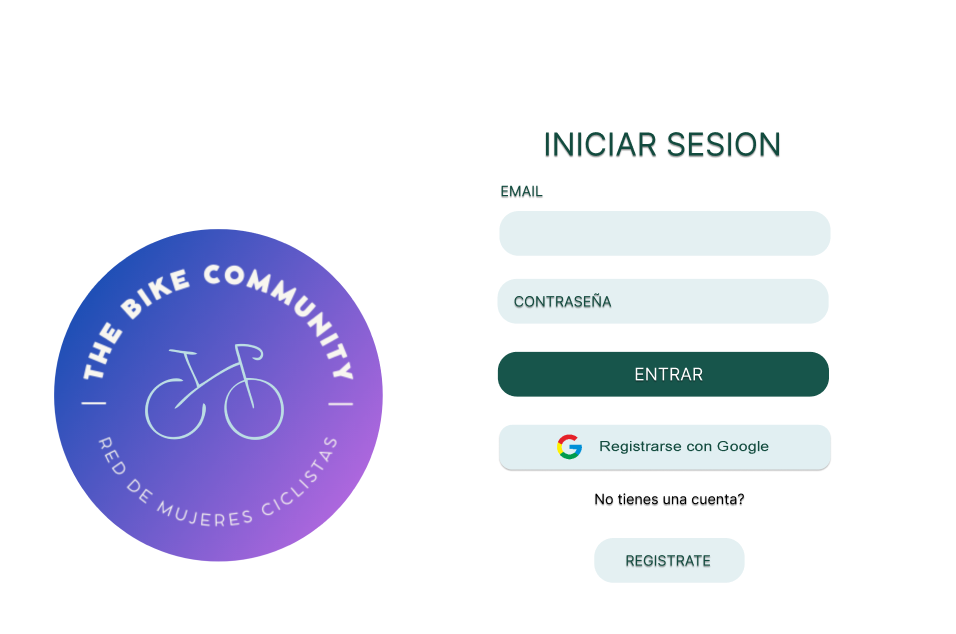 THE BIKE COMMUNITY
RED DE MUJERES CICLISTAS
INICIAR SESION
EMAIL
CONTRASEÑA
ENTRAR
Registrarse con Google
No tienes una cuenta?
REGISTRATE